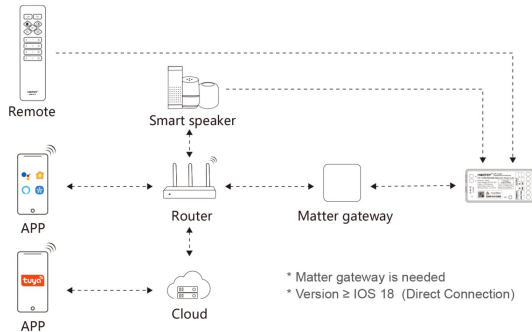 Remote
Smart speaker
APP
Router
Matter gateway
tuya
APP
Cloud
* Matter gateway is needed
* Version ≥ IOS 18 (Direct Connection)